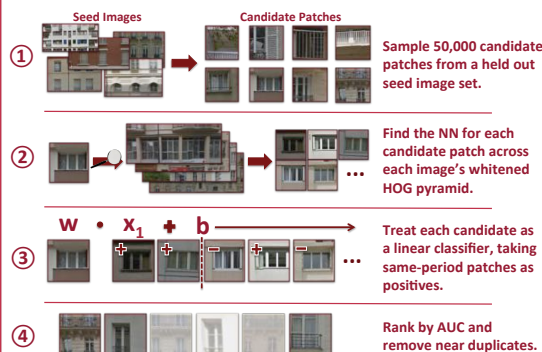 Seed Images
Candidate Patches
①
Sample 50,000 candidate
patches from a held out
seed image set.
②
Find the NN for each
candidate patch across
each image's whitened
HOG pyramid.
...
③
w • x₁ + b
+ + − + −
...
Treat each candidate as
a linear classifier, taking
same-period patches as
positives.
④
Rank by AUC and
remove near duplicates.